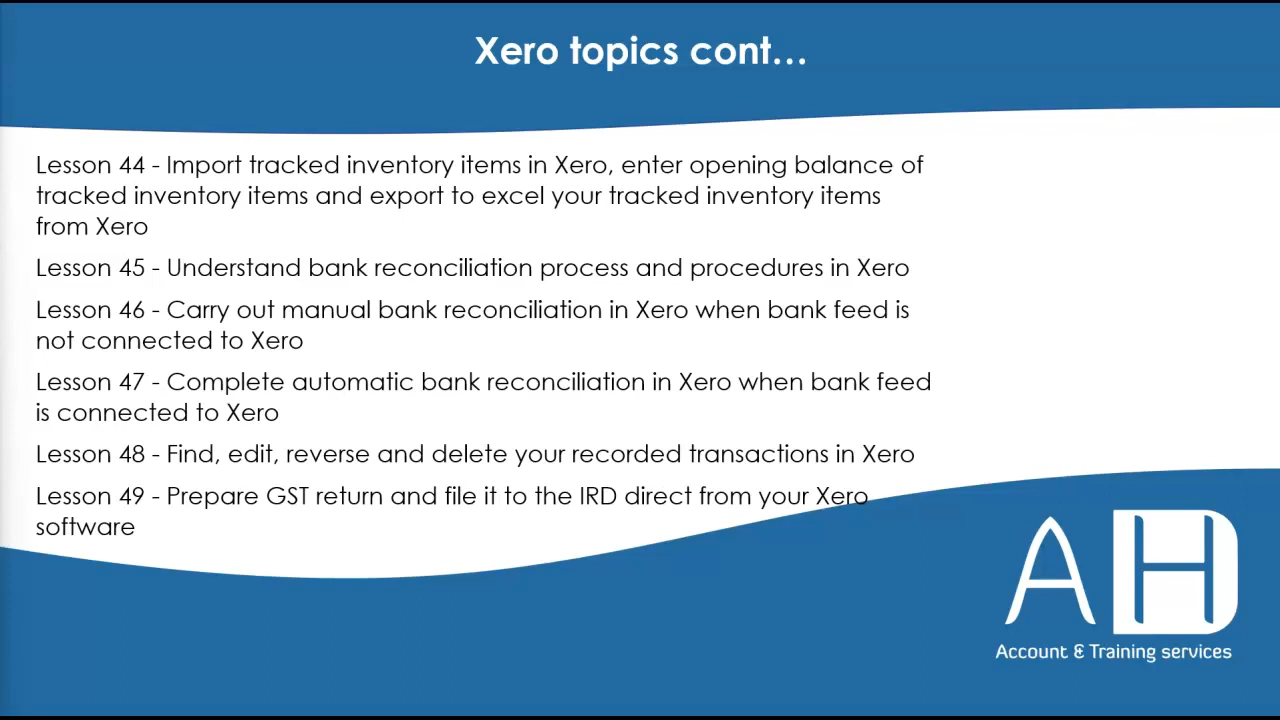 Xero topics cont...
Lesson 44 - Import tracked inventory items in Xero, enter opening balance of
tracked inventory items and export to excel your tracked inventory items
from Xero
Lesson 45 - Understand bank reconciliation process and procedures in Xero
Lesson 46 - Carry out manual bank reconciliation in Xero when bank feed is
not connected to Xero
Lesson 47 - Complete automatic bank reconciliation in Xero when bank feed
is connected to Xero
Lesson 48 - Find, edit, reverse and delete your recorded transactions in Xero
Lesson 49 - Prepare GST return and file it to the IRD direct from your Xero
software
AHD
Account & Training services